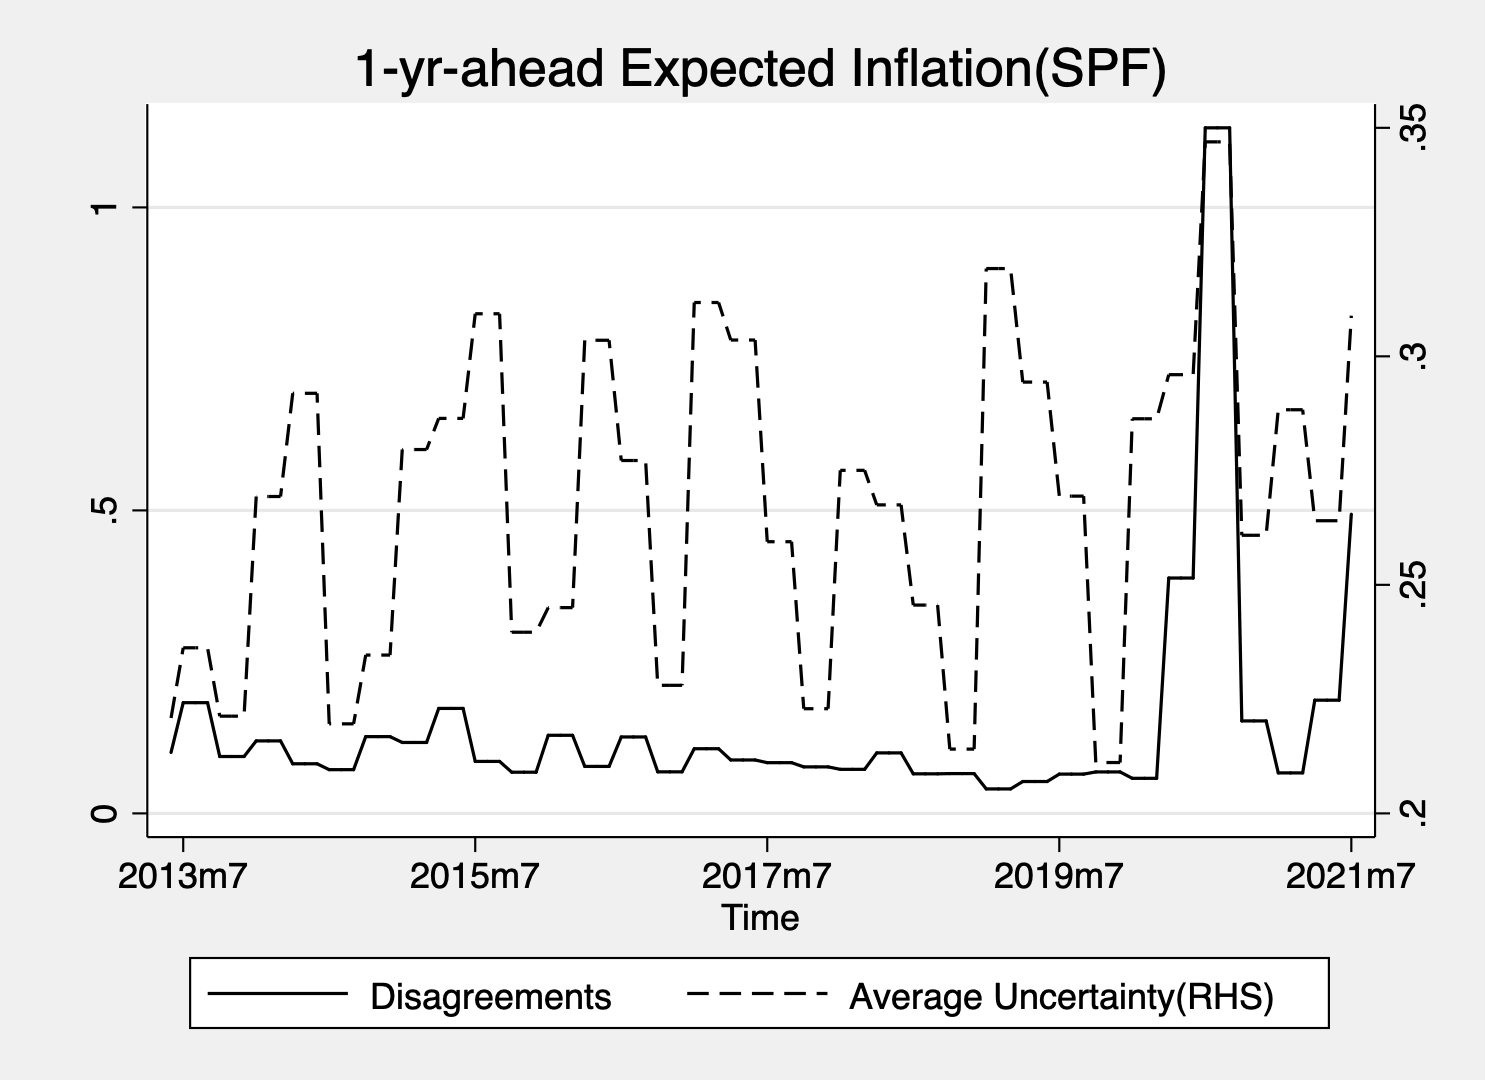 1-yr-ahead Expected Inflation(SPF)
1
.5
0
.35
.3
.25
.2
2013m7 2015m7 2017m7 2019m7 2021m7
Time
Disagreements Average Uncertainty(RHS)